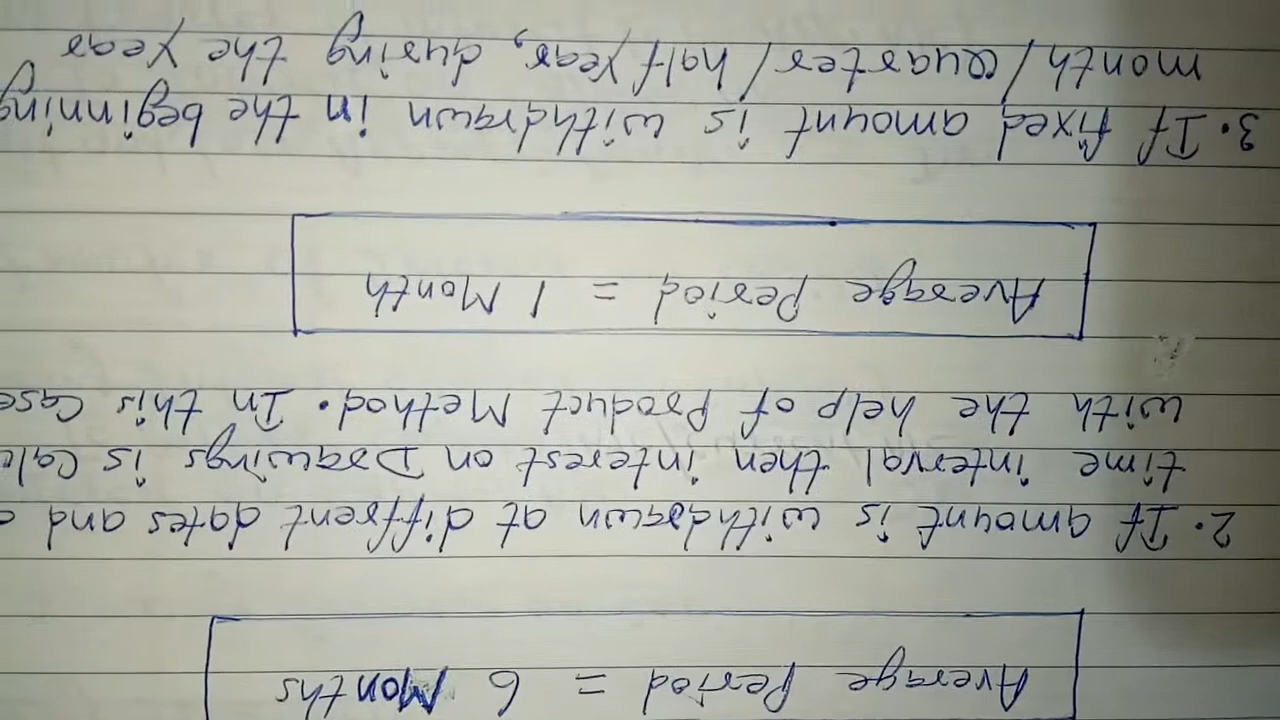 Average Period = 6 Months
2. If amount is withdrawn at different dates and
time interval then interest on Drawings is
with the help of Product Method. In this Case
Average Period = 1 Month
3. If fixed amount is withdrawn in the beginning
month / Quarter / half Year, during the Year